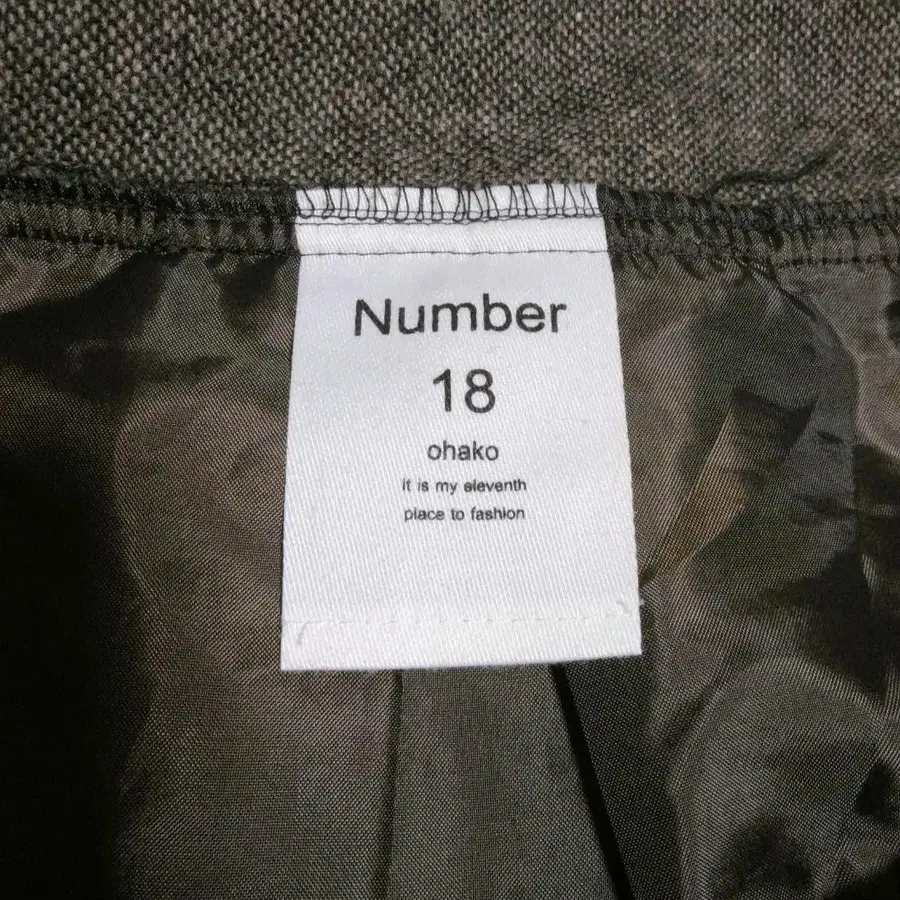 Number
18
ohako
it is my eleventh
place to fashion